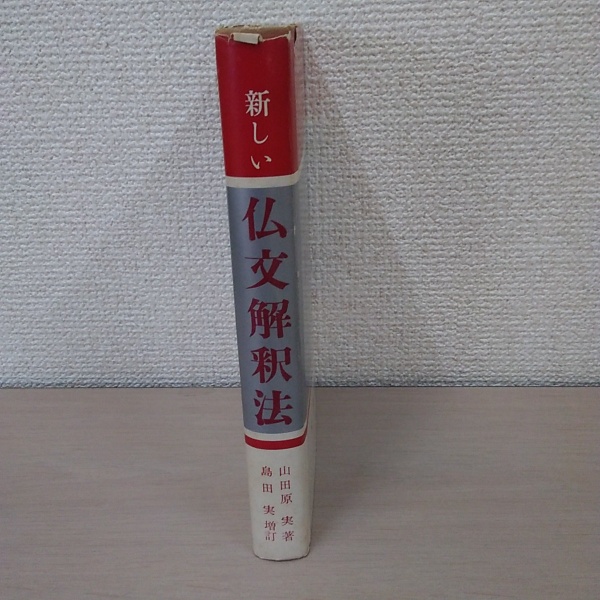 新しい
仏文解釈法
山田原実著
島田実増訂